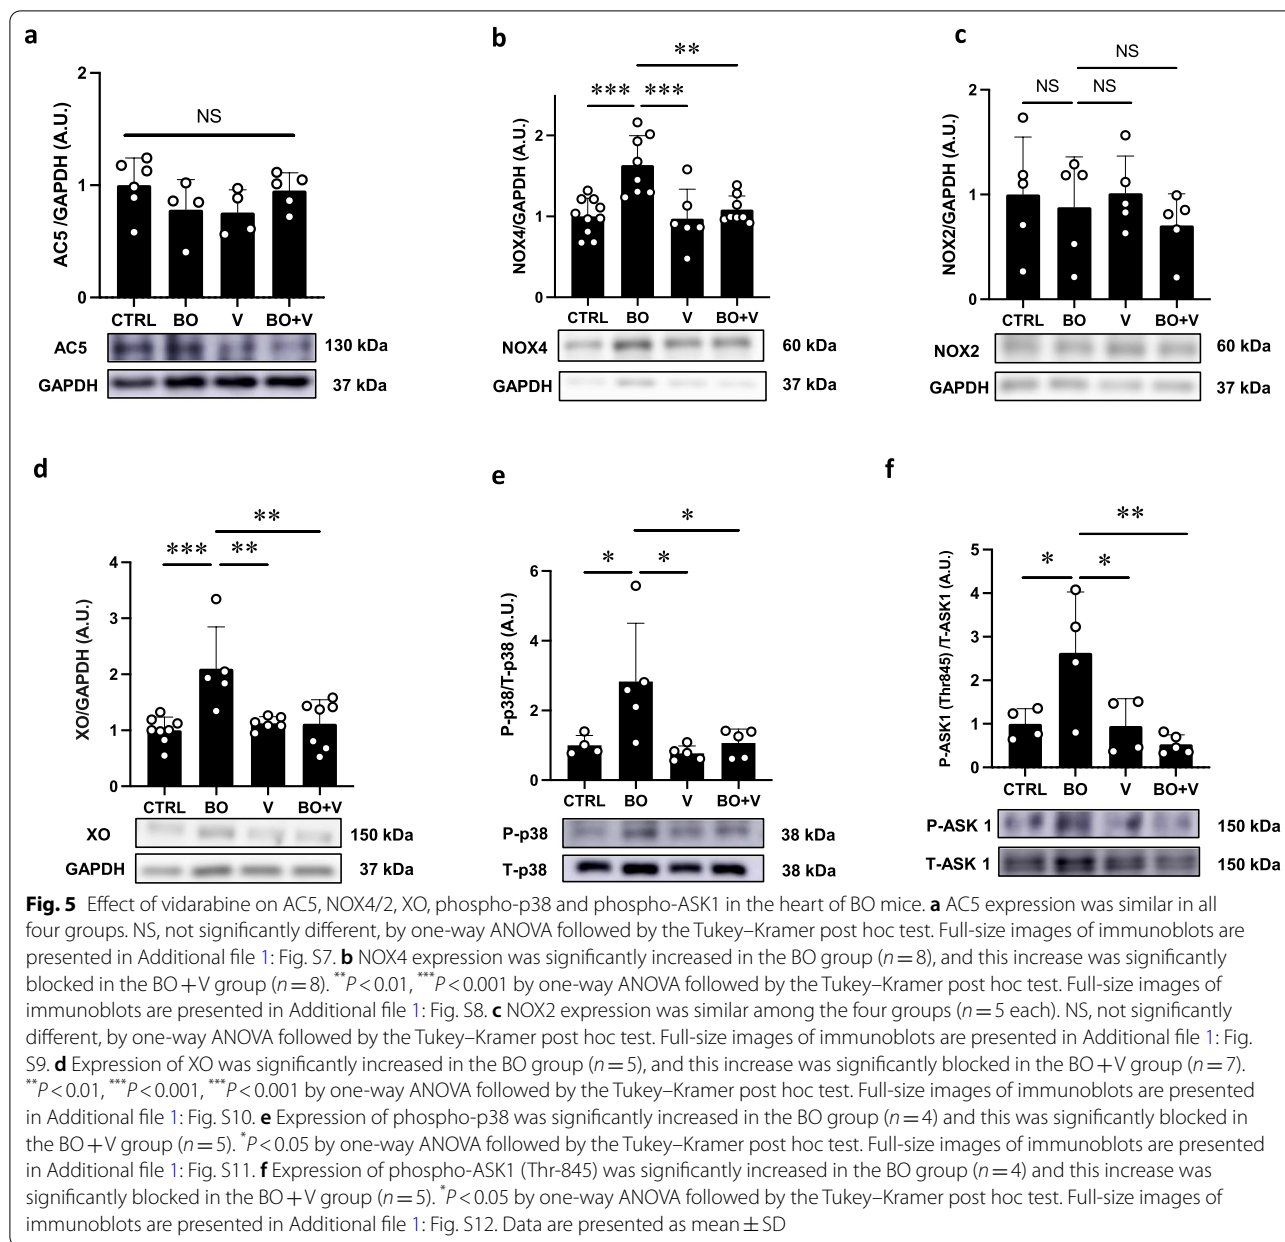 a
2
1
0
AC5 /GAPDH (A.U.)
NS
CTRL BO V BO+V
AC5 130 kDa
GAPDH 37 kDa
b
2
1
0
NOX4/GAPDH (A.U.)
**
*** ***
CTRL BO V BO+V
NOX4 60 kDa
GAPDH 37 kDa
c
2
1
0
NOX2/GAPDH (A.U.)
NS
NS NS
CTRL BO V BO+V
NOX2 60 kDa
GAPDH 37 kDa
d
4
3
2
1
0
XO/GAPDH (A.U.)
**
*** **
CTRL BO V BO+V
XO 150 kDa
GAPDH 37 kDa
e
6
4
2
0
P-p38/T-p38 (A.U.)
*
* *
CTRL BO V BO+V
P-p38 38 kDa
T-p38 38 kDa
f
5
4
3
2
1
0
P-ASK1 (Thr845) /T-ASK1 (A.U.)
**
* *
CTRL BO V BO+V
P-ASK 1 150 kDa
T-ASK 1 150 kDa
Fig. 5 Effect of vidarabine on AC5, NOX4/2, XO, phospho-p38 and phospho-ASK1 in the heart of BO mice. a AC5 expression was similar in all
four groups. NS, not significantly different, by one-way ANOVA followed by the Tukey–Kramer post hoc test. Full-size images of immunoblots are
presented in Additional file 1: Fig. S7. b NOX4 expression was significantly increased in the BO group (n = 8), and this increase was significantly
blocked in the BO + V group (n = 8). **P < 0.01, ***P < 0.001 by one-way ANOVA followed by the Tukey–Kramer post hoc test. Full-size images of
immunoblots are presented in Additional file 1: Fig. S8. c NOX2 expression was similar among the four groups (n = 5 each). NS, not significantly
different, by one-way ANOVA followed by the Tukey–Kramer post hoc test. Full-size images of immunoblots are presented in Additional file 1: Fig.
S9. d Expression of XO was significantly increased in the BO group (n = 5), and this increase was significantly blocked in the BO + V group (n = 7).
**P < 0.01, ***P < 0.001, ***P < 0.001 by one-way ANOVA followed by the Tukey–Kramer post hoc test. Full-size images of immunoblots are presented
in Additional file 1: Fig. S10. e Expression of phospho-p38 was significantly increased in the BO group (n = 4) and this was significantly blocked in
the BO + V group (n = 5). *P < 0.05 by one-way ANOVA followed by the Tukey–Kramer post hoc test. Full-size images of immunoblots are presented
in Additional file 1: Fig. S11. f Expression of phospho-ASK1 (Thr-845) was significantly increased in the BO group (n = 4) and this increase was
significantly blocked in the BO + V group (n = 5). *P < 0.05 by one-way ANOVA followed by the Tukey–Kramer post hoc test. Full-size images of
immunoblots are presented in Additional file 1: Fig. S12. Data are presented as mean ± SD